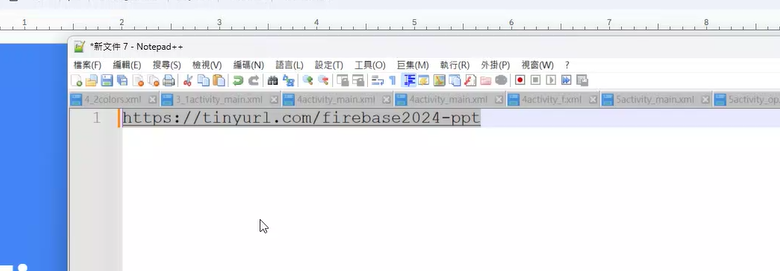 1 2 3 4 5 6 7 8
*新文件 7 - Notepad++
檔案(F) 編輯(E) 搜尋(S) 檢視(V) 編碼(N) 語言(L) 設定(T) 工具(O) 巨集(M) 執行(R) 外掛(P) 視窗(W) ?
4_2colors.xml 3_1activity_main.xml 4activity_main.xml 4activity_main.xml 4activity_f.xml 5activity_main.xml 5activity_op
1 https://tinyurl.com/firebase2024-ppt